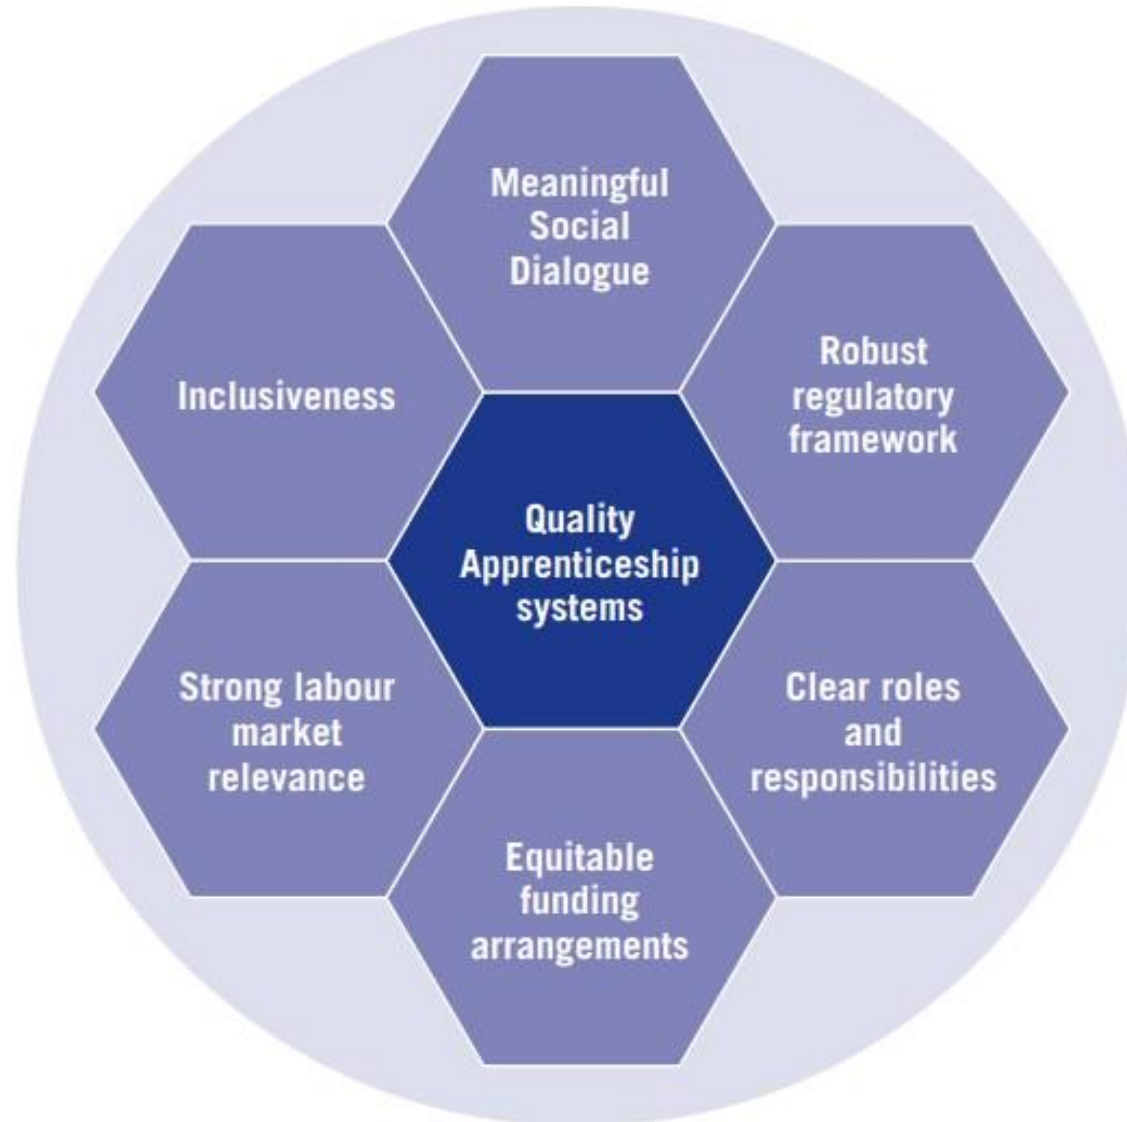 Meaningful
Social
Dialogue
Robust
regulatory
framework
Inclusiveness
Quality
Apprenticeship
systems
Strong labour
market
relevance
Clear roles
and
responsibilities
Equitable
funding
arrangements